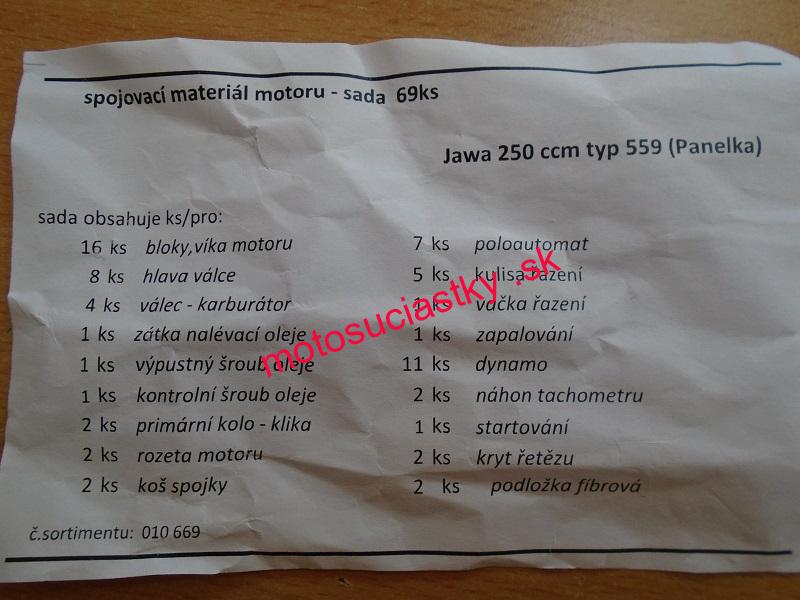 spojovací materiál motoru - sada 69ks
Jawa 250 ccm typ 559 (Panelka)
sada obsahuje ks/pro:
16 ks bloky,víka motoru
8 ks hlava válce
4 ks válec - karburátor
1 ks zátka nalévací oleje
1 ks výpustný šroub oleje
1 ks kontrolní šroub oleje
2 ks primární kolo - klika
2 ks rozeta motoru
2 ks koš spojky
7 ks poloautomat
5 ks kulisa řazení
1 ks vačka řazení
1 ks zapalování
11 ks dynamo
2 ks náhon tachometru
1 ks startování
2 ks kryt řetězu
2 ks podložka fíbrová
č.sortimentu: 010 669
motosuciastky .sk